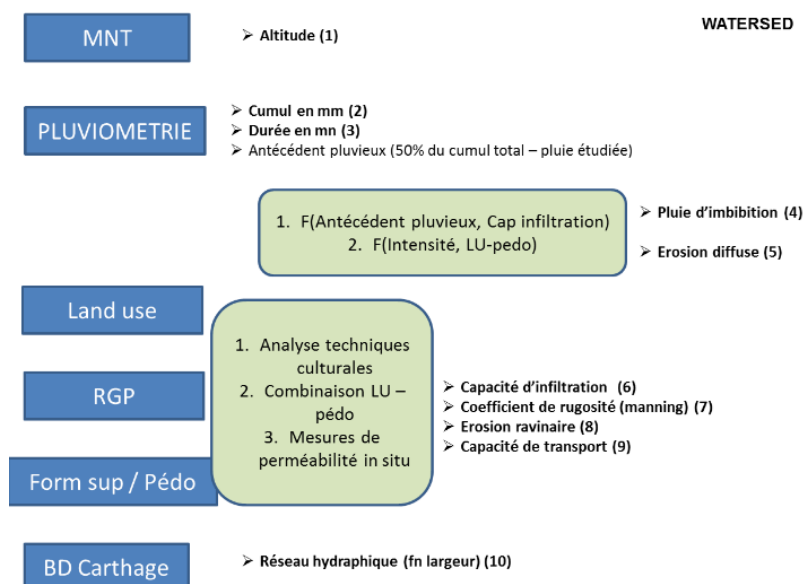 MNT
➢ Altitude (1)
WATERSED
PLUVIOMETRIE
➢ Cumul en mm (2)
➢ Durée en mn (3)
➢ Antécédent pluvieux (50% du cumul total – pluie étudiée)
1. F(Antécédent pluvieux, Cap infiltration)
2. F(Intensité, LU-pedo)
➢ Pluie d'imbibition (4)
➢ Erosion diffuse (5)
Land use
RGP
Form sup / Pédo
1. Analyse techniques
culturales
2. Combinaison LU –
pédo
3. Mesures de
perméabilité in situ
➢ Capacité d'infiltration (6)
➢ Coefficient de rugosité (manning) (7)
➢ Erosion ravinaire (8)
➢ Capacité de transport (9)
BD Carthage
➢ Réseau hydraphique (fn largeur) (10)